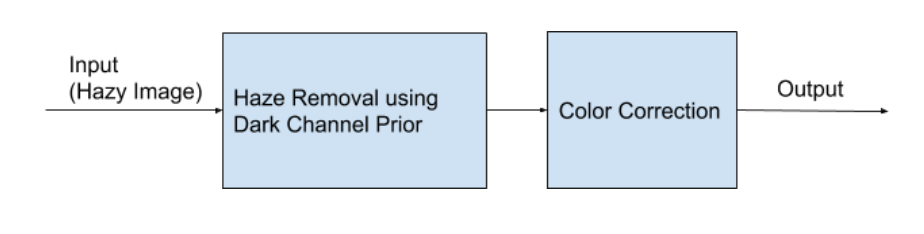 Input
(Hazy Image)
Haze Removal using
Dark Channel Prior
Color Correction
Output